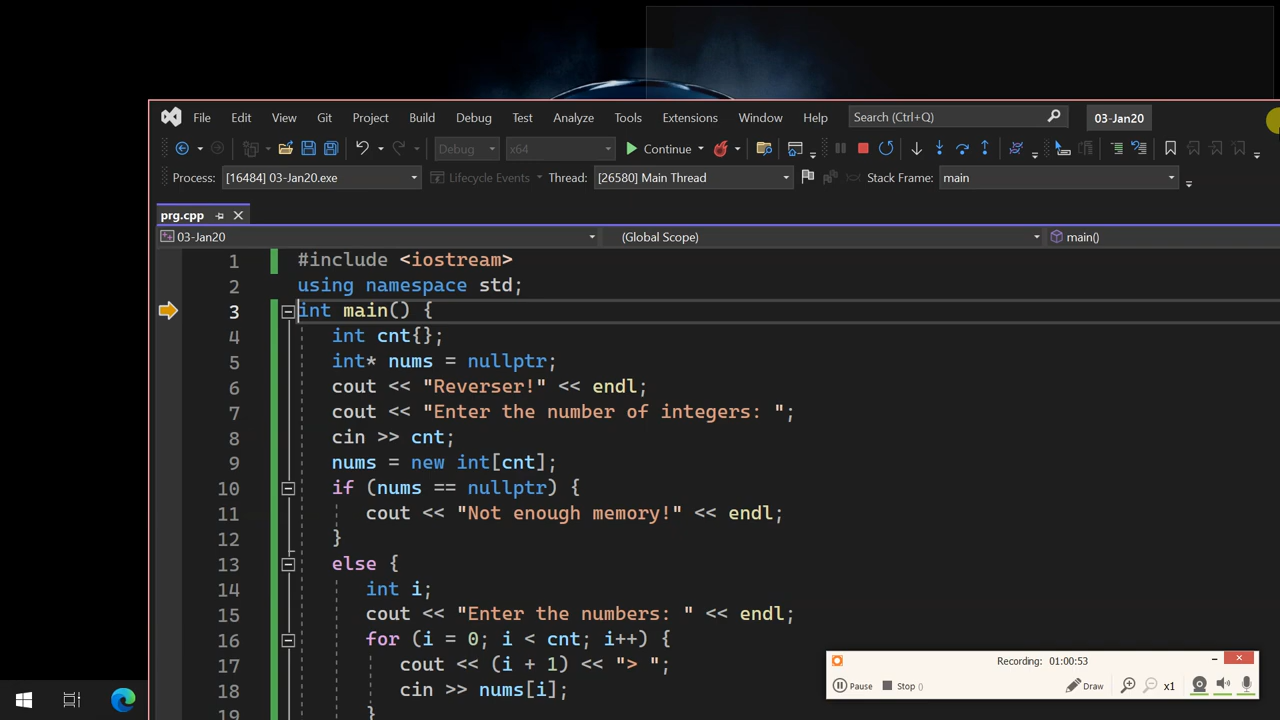 File Edit View Git Project Build Debug Test Analyze Tools Extensions Window Help Search (Ctrl+Q) 03-Jan20
Debug x64 Continue
Process: [16484] 03-Jan20.exe Lifecycle Events Thread: [26580] Main Thread Stack Frame: main
prg.cpp
03-Jan20 (Global Scope) main()
1 #include <iostream>
2 using namespace std;
3 int main() {
4 int cnt{};
5 int* nums = nullptr;
6 cout << "Reverser!" << endl;
7 cout << "Enter the number of integers: ";
8 cin >> cnt;
9 nums = new int[cnt];
10 if (nums == nullptr) {
11 cout << "Not enough memory!" << endl;
12 }
13 else {
14 int i;
15 cout << "Enter the numbers: " << endl;
16 for (i = 0; i < cnt; i++) {
17 cout << (i + 1) << "> ";
18 cin >> nums[i];
19 }
Recording: 01:00:53
Pause Stop () Draw x1